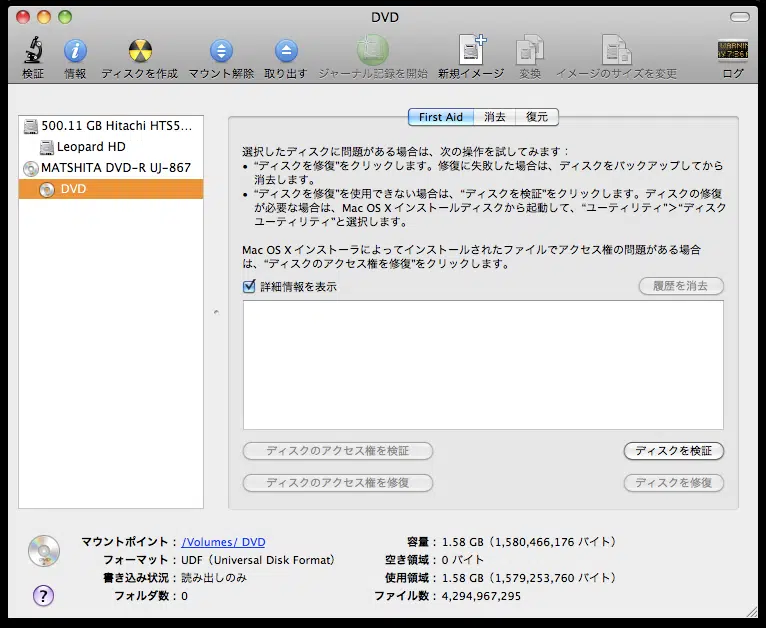 DVD
検証
情報
ディスクを作成
マウント解除
取り出す
ジャーナル記録を開始
新規イメージ
変換
イメージのサイズを変更
ログ
500.11 GB Hitachi HTS5...
Leopard HD
MATSHITA DVD-R UJ-867
DVD
First Aid
消去
復元
選択したディスクに問題がある場合は、次の操作を試してみます：
• “ディスクを修復”をクリックします。修復に失敗した場合は、ディスクをバックアップしてから
消去します。
• “ディスクを修復”を使用できない場合は、“ディスクを検証”をクリックします。ディスクの修復
が必要な場合は、Mac OS X インストールディスクから起動して、“ユーティリティ”>“ディスク
ユーティリティ”と選択します。
Mac OS X インストーラによってインストールされたファイルでアクセス権の問題がある場合
は、“ディスクのアクセス権を修復”をクリックします。
詳細情報を表示
履歴を消去
ディスクのアクセス権を検証
ディスクを検証
ディスクのアクセス権を修復
ディスクを修復
マウントポイント：/Volumes/ DVD
フォーマット：UDF（Universal Disk Format）
書き込み状況：読み出しのみ
フォルダ数：0
容量：1.58 GB（1,580,466,176 バイト）
空き領域：0 バイト
使用領域：1.58 GB（1,579,253,760 バイト）
ファイル数：4,294,967,295
?